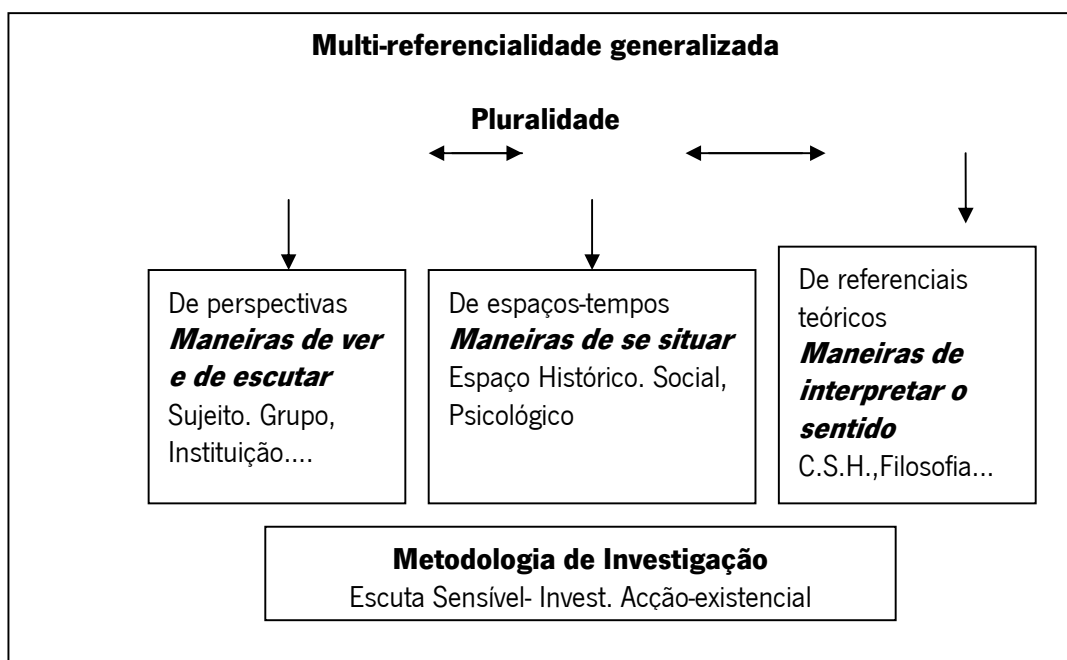 Multi-referencialidade generalizada
Pluralidade
De perspectivas
Maneiras de ver
e de escutar
Sujeito. Grupo,
Instituição....
De espaços-tempos
Maneiras de se situar
Espaço Histórico. Social,
Psicológico
De referenciais
teóricos
Maneiras de
interpretar o
sentido
C.S.H.,Filosofia...
Metodologia de Investigação
Escuta Sensível- Invest. Acção-existencial